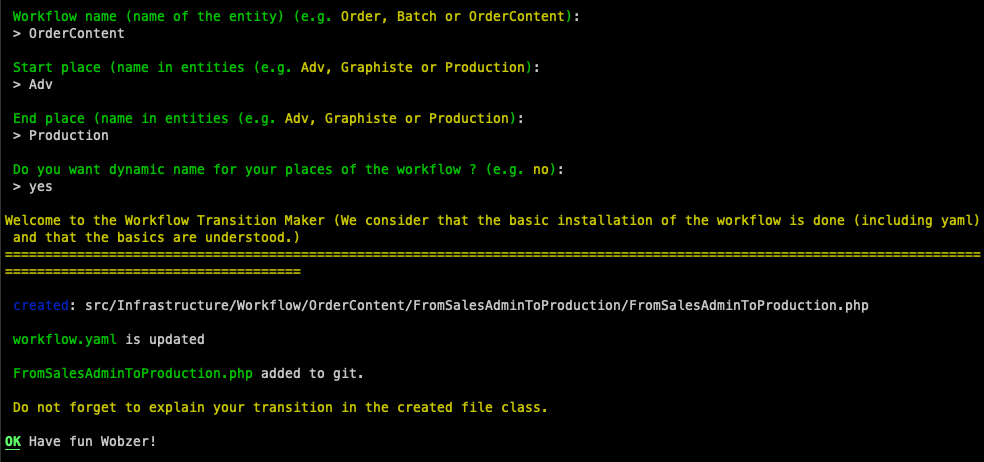 Workflow name (name of the entity) (e.g. Order, Batch or OrderContent):
> OrderContent
Start place (name in entities (e.g. Adv, Graphiste or Production):
> Adv
End place (name in entities (e.g. Adv, Graphiste or Production):
> Production
Do you want dynamic name for your places of the workflow ? (e.g. no):
> yes
Welcome to the Workflow Transition Maker (We consider that the basic installation of the workflow is done (including yaml)
and that the basics are understood.)
==========================================================================================================================
=====================================
created: src/Infrastructure/Workflow/OrderContent/FromSalesAdminToProduction/FromSalesAdminToProduction.php
workflow.yaml is updated
FromSalesAdminToProduction.php added to git.
Do not forget to explain your transition in the created file class.
OK Have fun Wobzer!